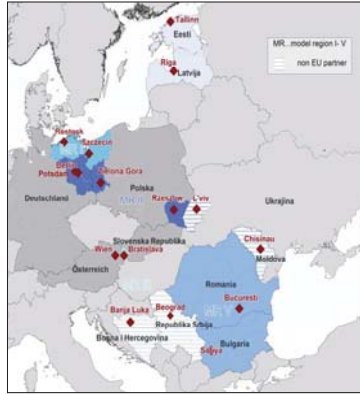 Tallinn
Eesti
MR...model region I- V
non EU partner
Riga
Latvija
Rostock
Szczecin
Berlin
Potsdam
Zielona Gora
Deutschland
Polska
Rzeszow
L'viv
Ukrajina
Slovenska Republika
Chisinau
Moldova
Wien
Bratislava
Österreich
Romania
Banja Luka
Beograd
Bucuresti
Republika Srbija
Bosna i Hercegovina
Bulgaria
Sofiya